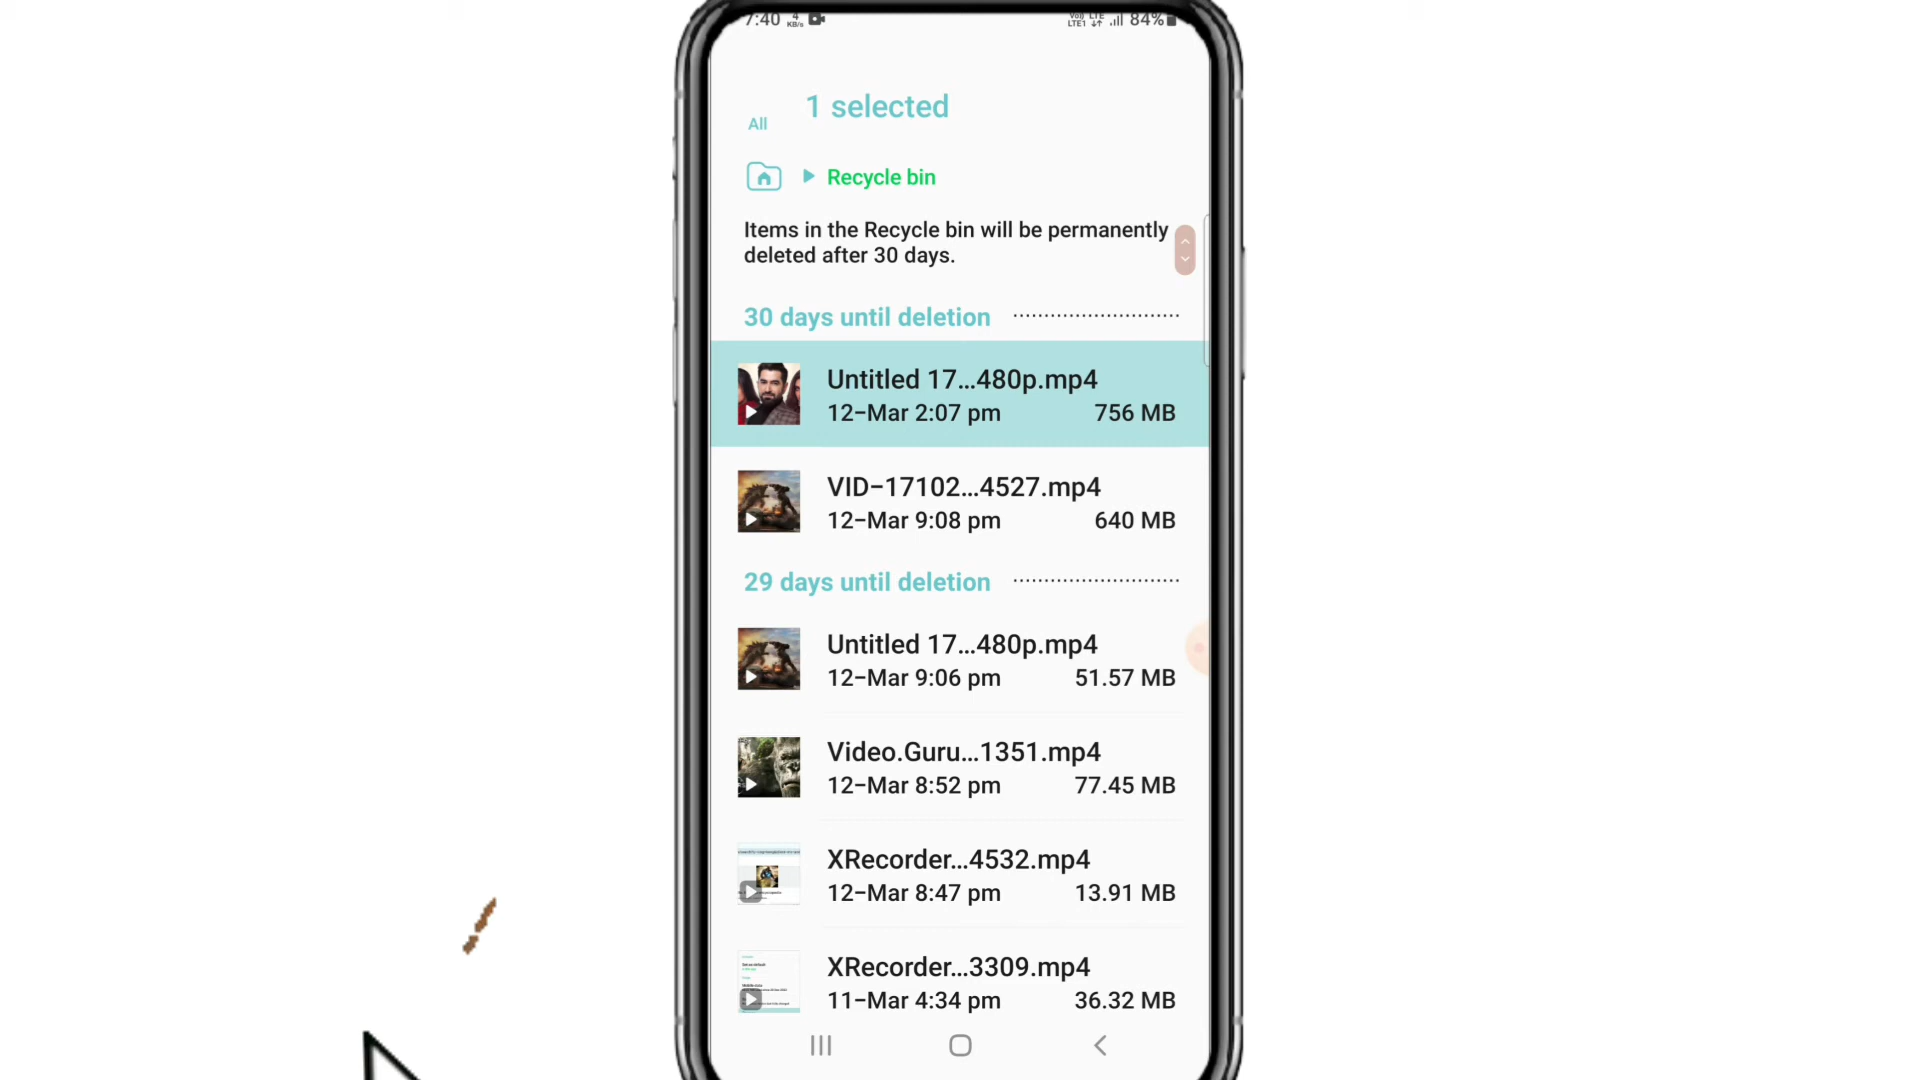 7:40 4 KB/s Vo) LTE LTE1 84%
1 selected
All
Recycle bin
Items in the Recycle bin will be permanently
deleted after 30 days.
30 days until deletion
Untitled 17...480p.mp4
12-Mar 2:07 pm 756 MB
VID-17102...4527.mp4
12-Mar 9:08 pm 640 MB
29 days until deletion
Untitled 17...480p.mp4
12-Mar 9:06 pm 51.57 MB
Video.Guru...1351.mp4
12-Mar 8:52 pm 77.45 MB
XRecorder...4532.mp4
12-Mar 8:47 pm 13.91 MB
XRecorder...3309.mp4
11-Mar 4:34 pm 36.32 MB